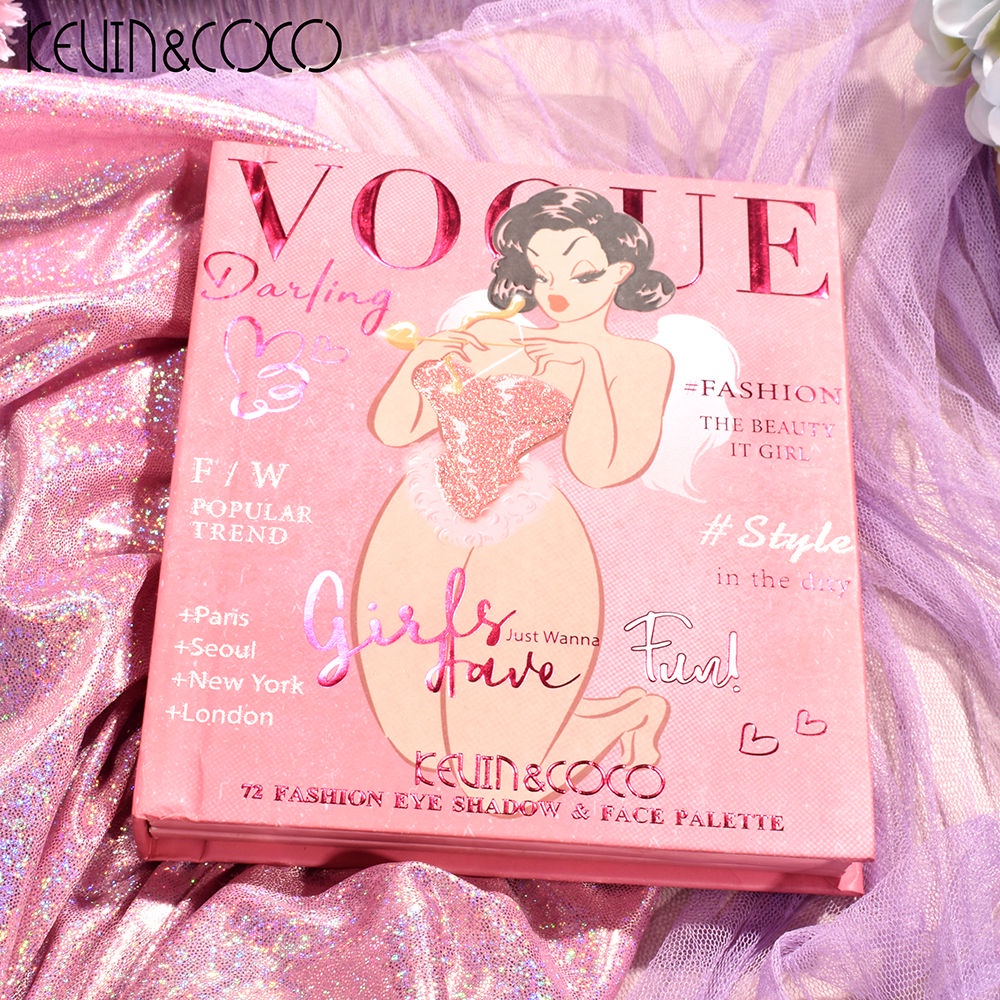 KEVIN&COCO
VOGUE
Darling
#FASHION
THE BEAUTY
IT GIRL
F / W
POPULAR
TREND
# Style
in the day
+Paris
+Seoul
+New York
+London
Girls
Just Wanna
Have
Fun!
KEVIN&COCO
72 FASHION EYE SHADOW & FACE PALETTE